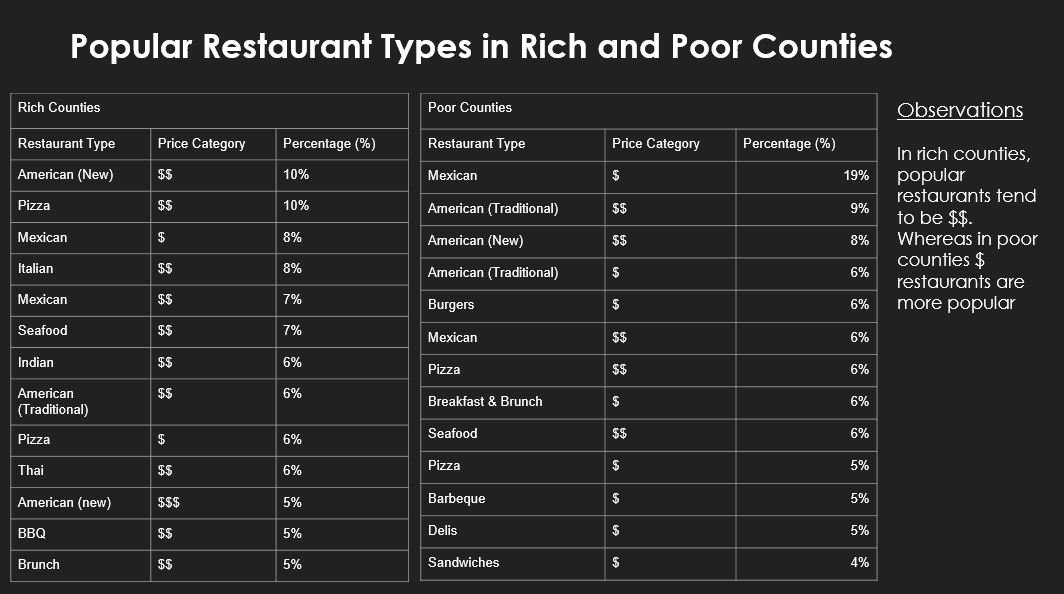 Popular Restaurant Types in Rich and Poor Counties
Rich Counties
Restaurant Type Price Category Percentage (%)
American (New) $$ 10%
Pizza $$ 10%
Mexican $ 8%
Italian $$ 8%
Mexican $$ 7%
Seafood $$ 7%
Indian $$ 6%
American $$ 6%
(Traditional)
Pizza $ 6%
Thai $$ 6%
American (new) $$$ 5%
BBQ $$ 5%
Brunch $$ 5%
Poor Counties
Restaurant Type Price Category Percentage (%)
Mexican $ 19%
American (Traditional) $$ 9%
American (New) $$ 8%
American (Traditional) $ 6%
Burgers $ 6%
Mexican $$ 6%
Pizza $$ 6%
Breakfast & Brunch $ 6%
Seafood $$ 6%
Pizza $ 5%
Barbeque $ 5%
Delis $ 5%
Sandwiches $ 4%
Observations
In rich counties,
popular
restaurants tend
to be $$.
Whereas in poor
counties $
restaurants are
more popular